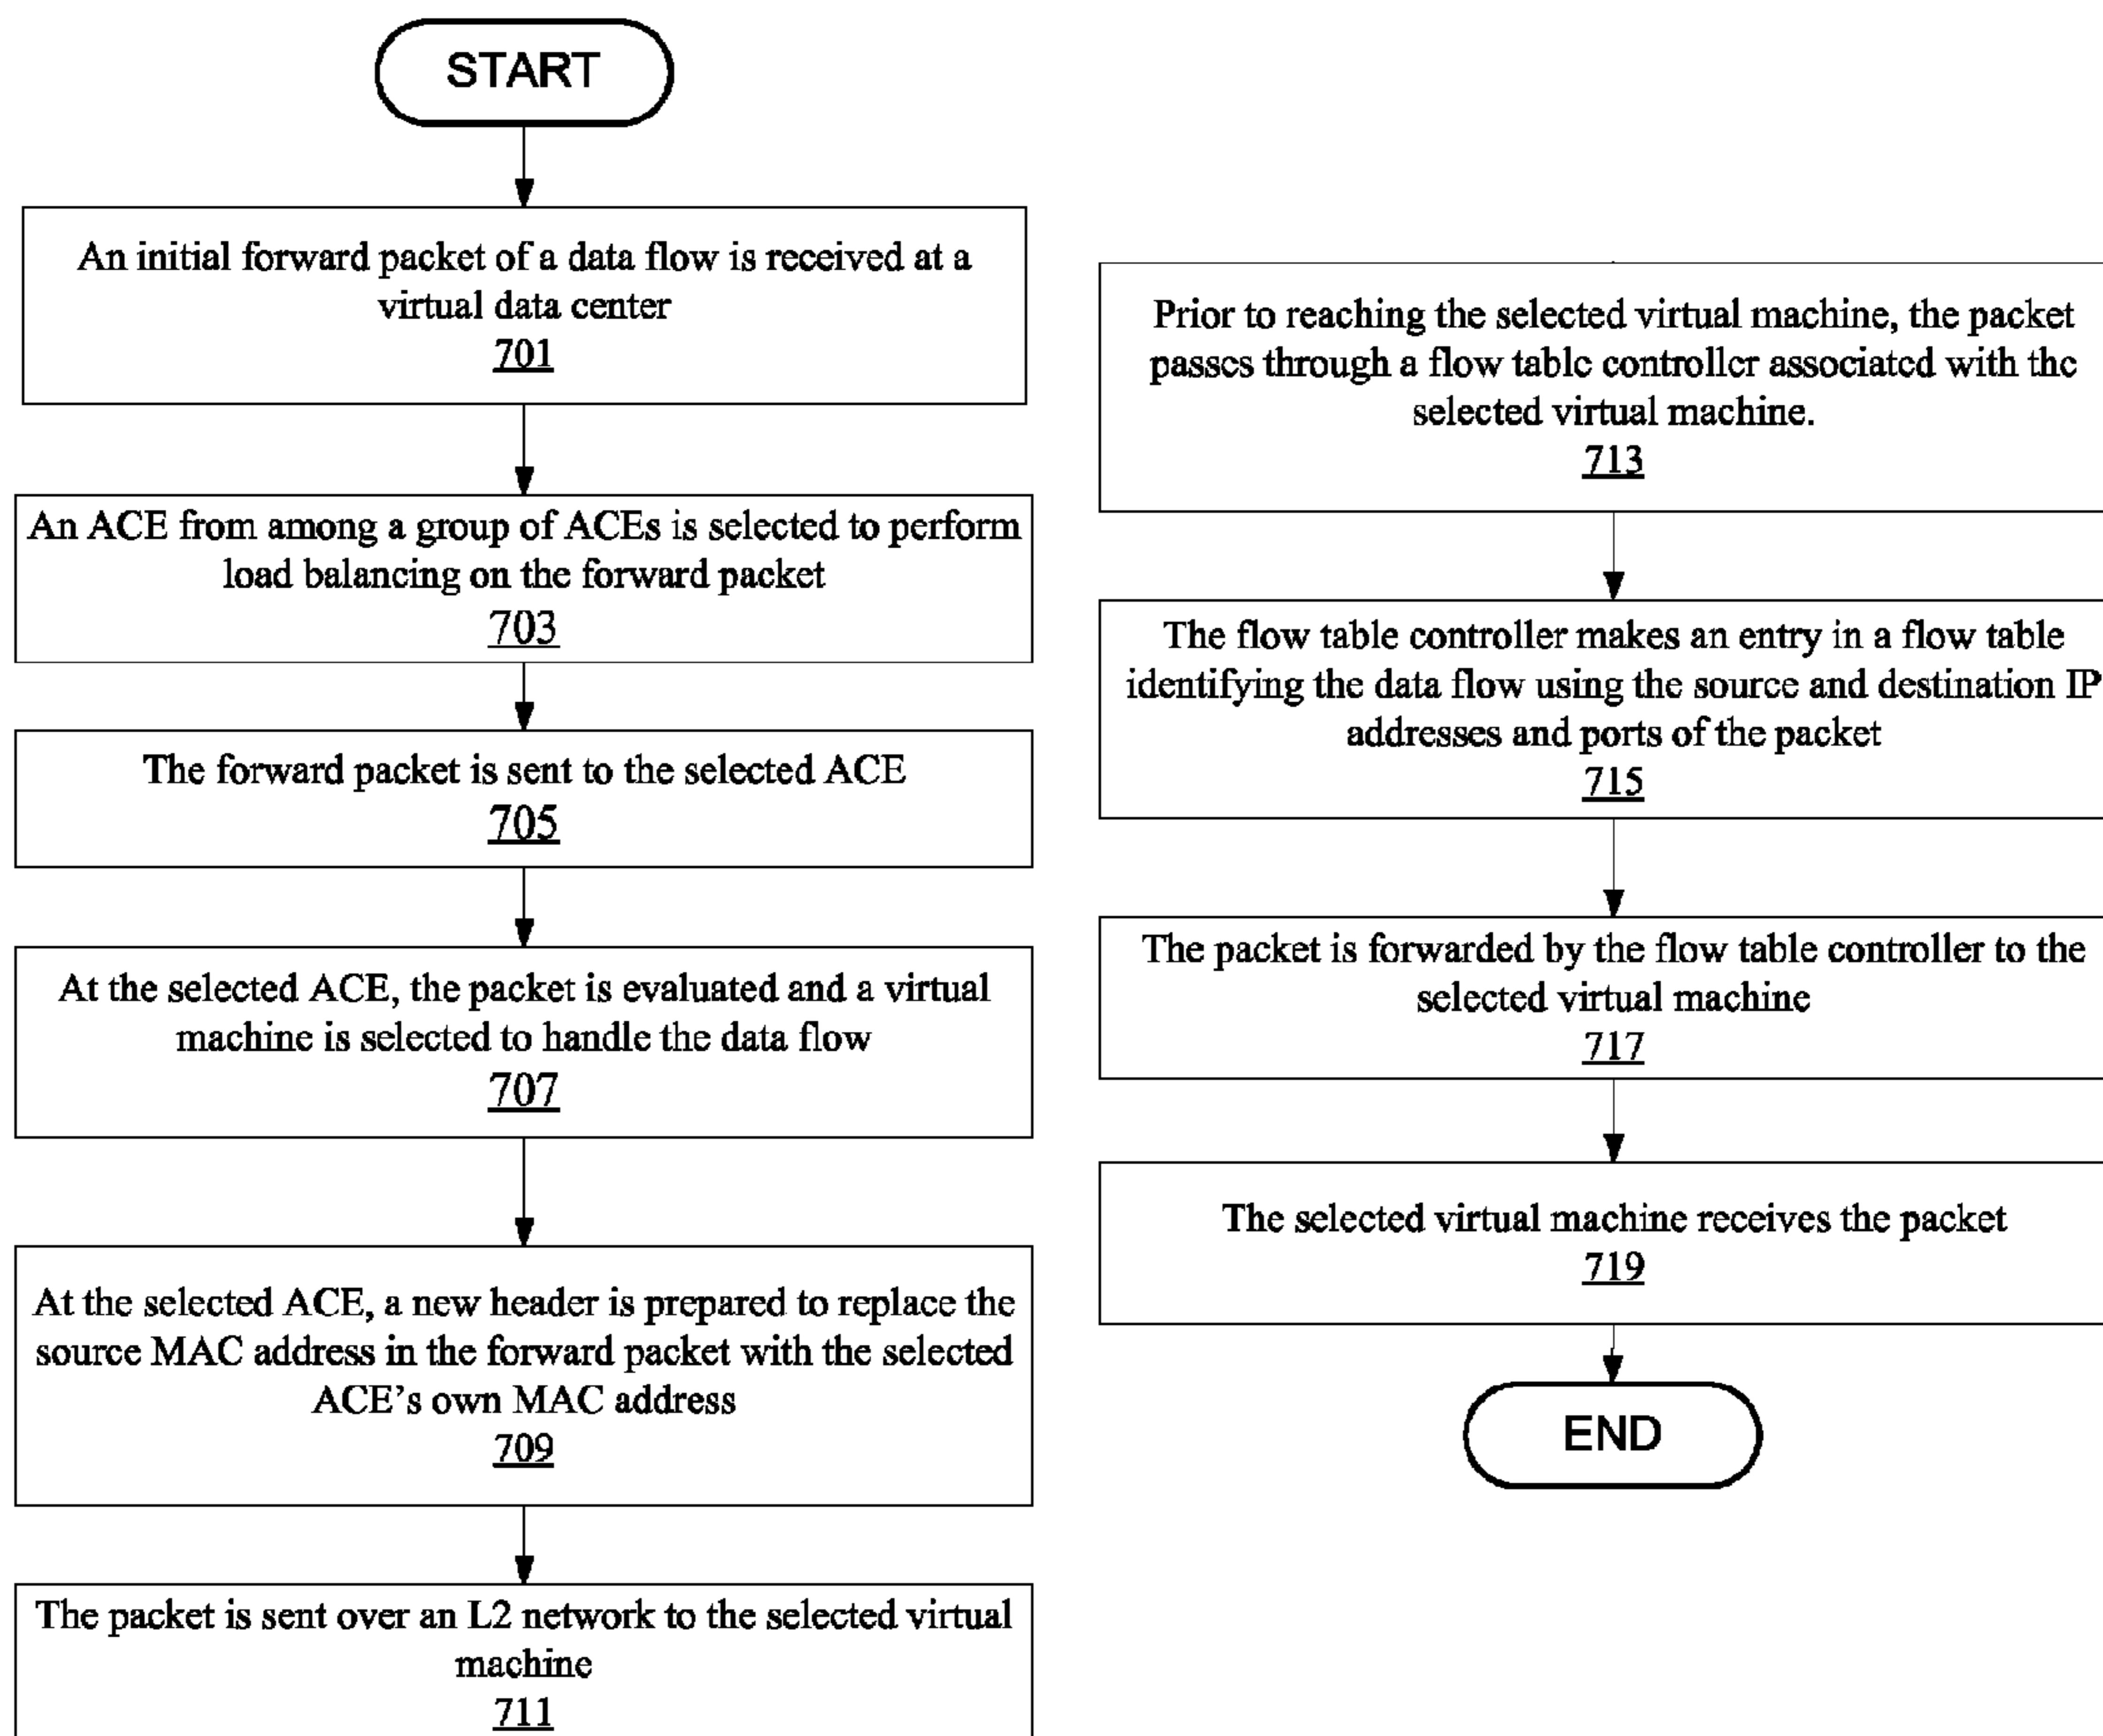 START
An initial forward packet of a data flow is received at a
virtual data center
701
An ACE from among a group of ACEs is selected to perform
load balancing on the forward packet
703
The forward packet is sent to the selected ACE
705
At the selected ACE, the packet is evaluated and a virtual
machine is selected to handle the data flow
707
At the selected ACE, a new header is prepared to replace the
source MAC address in the forward packet with the selected
ACE’s own MAC address
709
The packet is sent over an L2 network to the selected virtual
machine
711
Prior to reaching the selected virtual machine, the packet
passes through a flow table controller associated with the
selected virtual machine.
713
The flow table controller makes an entry in a flow table
identifying the data flow using the source and destination IP
addresses and ports of the packet
715
The packet is forwarded by the flow table controller to the
selected virtual machine
717
The selected virtual machine receives the packet
719
END